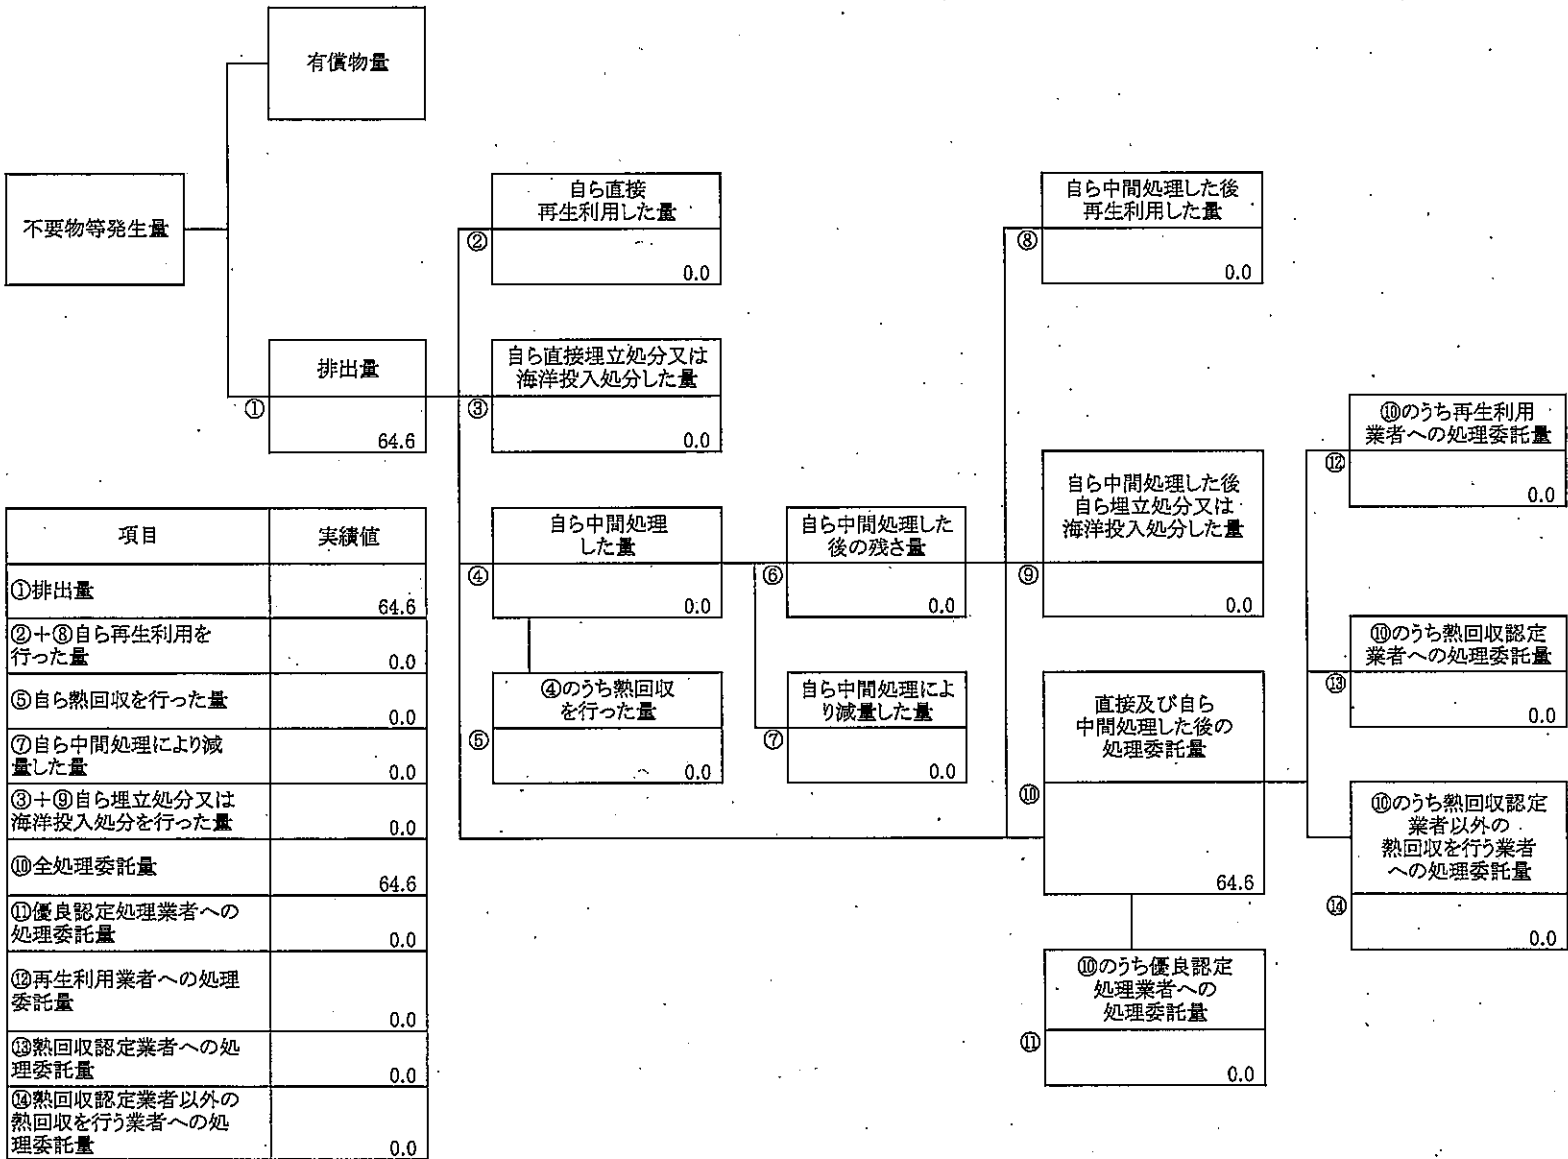 有償物量
不要物等発生量
排出量
①
64.6
自ら直接
再生利用した量
②
0.0
自ら直接埋立処分又は
海洋投入処分した量
③
0.0
自ら中間処理
した量
④
0.0
④のうち熱回収
を行った量
⑤
0.0
自ら中間処理した
後の残さ量
⑥
0.0
自ら中間処理によ
り減量した量
⑦
0.0
自ら中間処理した後
再生利用した量
⑧
0.0
自ら中間処理した後
自ら埋立処分又は
海洋投入処分した量
⑨
0.0
直接及び自ら
中間処理した後の
処理委託量
⑩
64.6
⑩のうち優良認定
処理業者への
処理委託量
⑪
0.0
⑩のうち再生利用
業者への処理委託量
⑫
0.0
⑩のうち熱回収認定
業者への処理委託量
⑬
0.0
⑩のうち熱回収認定
業者以外の
熱回収を行う業者
への処理委託量
⑭
0.0
項目 実績値
①排出量
64.6
②+⑧自ら再生利用を
行った量
0.0
⑤自ら熱回収を行った量
0.0
⑦自ら中間処理により減
量した量
0.0
③+⑨自ら埋立処分又は
海洋投入処分を行った量
0.0
⑩全処理委託量
64.6
⑪優良認定処理業者への
処理委託量
0.0
⑫再生利用業者への処理
委託量
0.0
⑬熱回収認定業者への処
理委託量
0.0
⑭熱回収認定業者以外の
熱回収を行う業者への処
理委託量
0.0